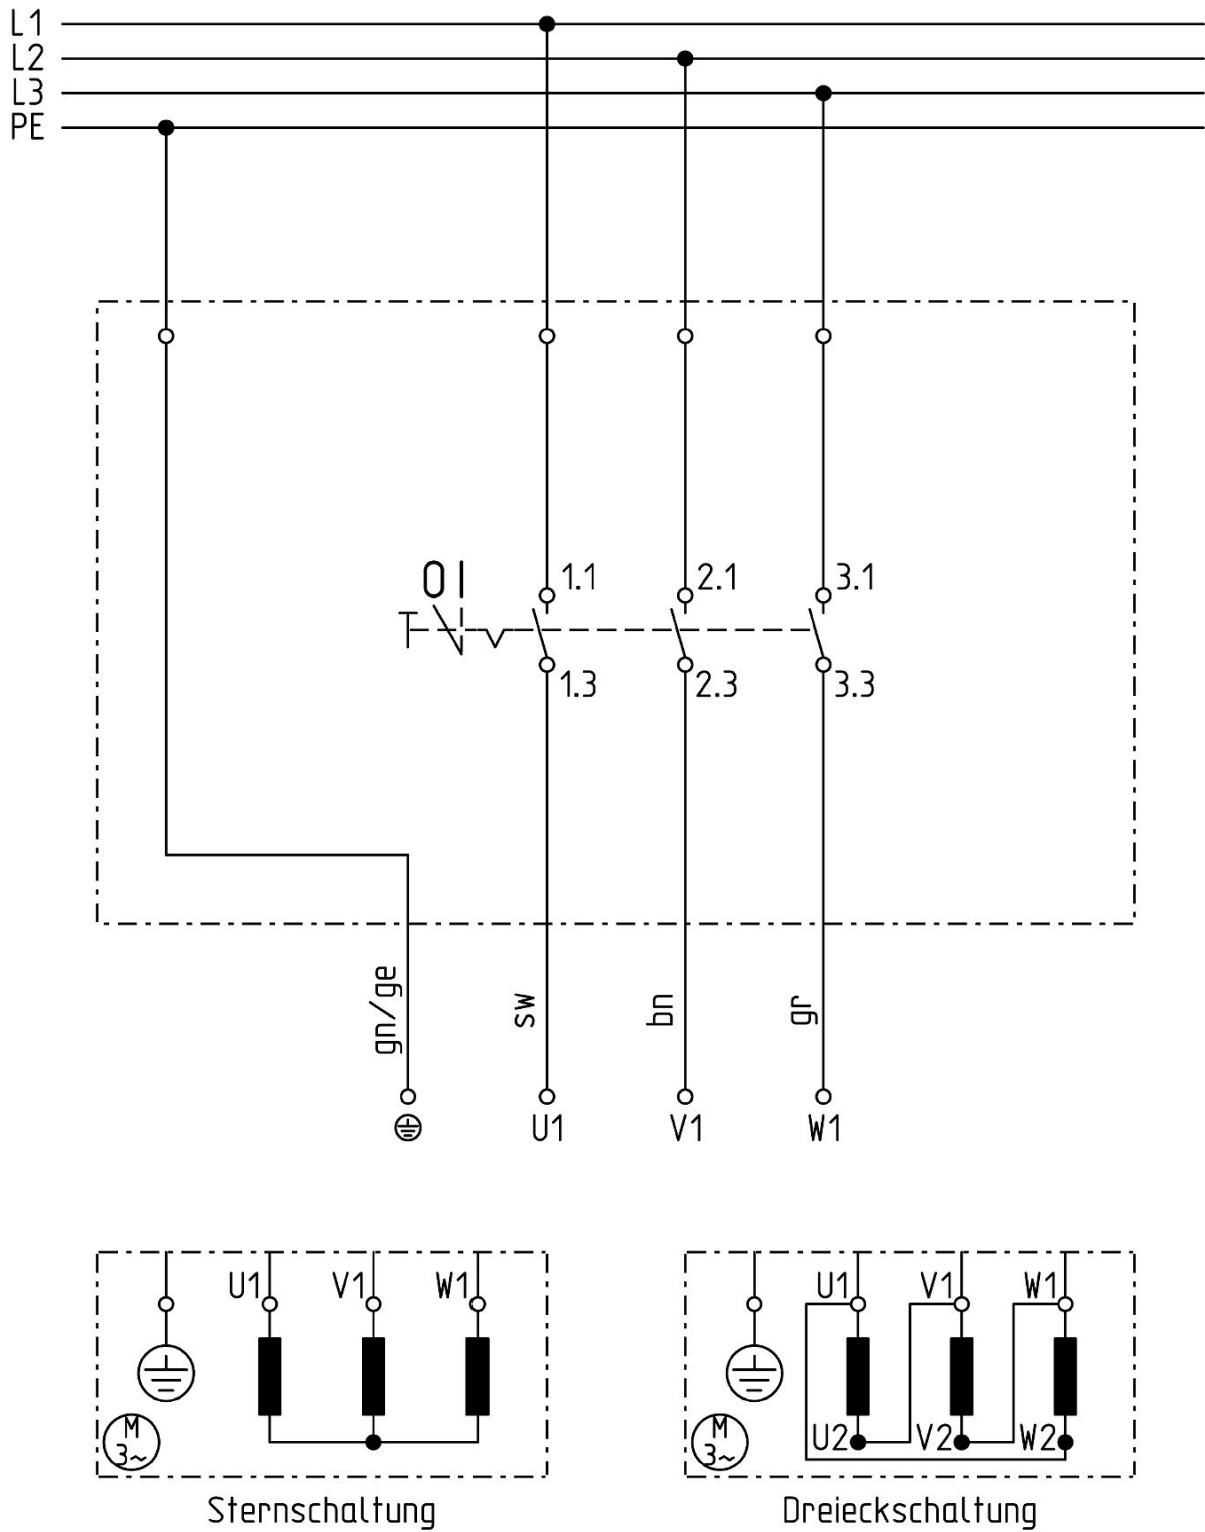 L1
L2
L3
PE
0 I
1.1
2.1
3.1
1.3
2.3
3.3
gn/ge
sw
bn
gr
U1
V1
W1
U1
V1
W1
M
3~
Sternschaltung
U1
V1
W1
U2
V2
W2
M
3~
Dreieckschaltung